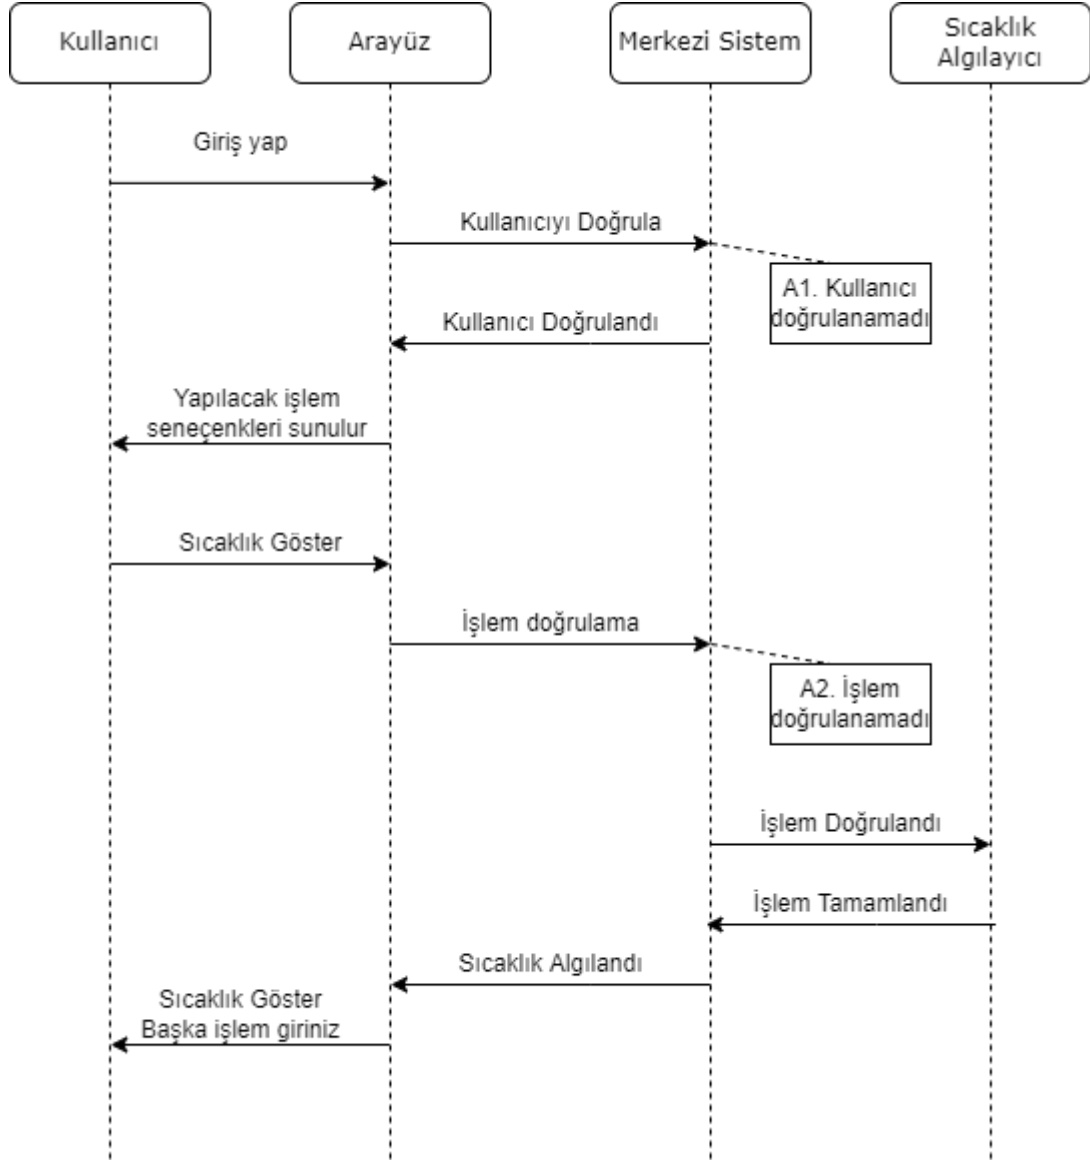 Kullanıcı
Arayüz
Merkezi Sistem
Sıcaklık
Algılayıcı
Giriş yap
Kullanıcıyı Doğrula
A1. Kullanıcı
doğrulanamadı
Kullanıcı Doğrulandı
Yapılacak işlem
seneçenkleri sunulur
Sıcaklık Göster
İşlem doğrulama
A2. İşlem
doğrulanamadı
İşlem Doğrulandı
İşlem Tamamlandı
Sıcaklık Algılandı
Sıcaklık Göster
Başka işlem giriniz